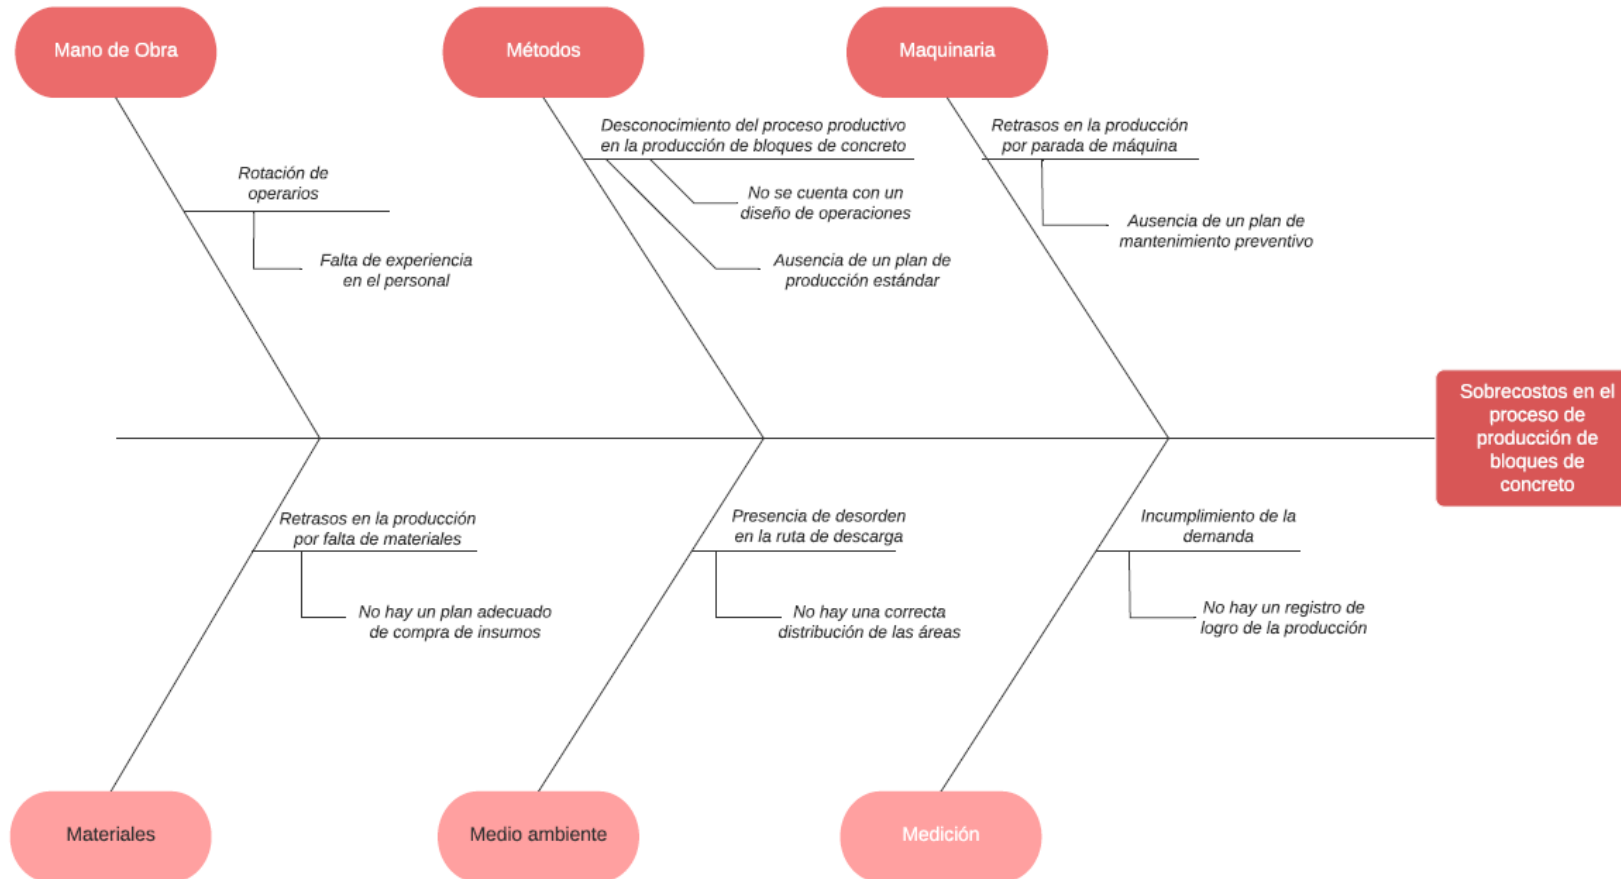 Mano de Obra
Métodos
Maquinaria
Rotación de
operarios
Falta de experiencia
en el personal
Desconocimiento del proceso productivo
en la producción de bloques de concreto
No se cuenta con un
diseño de operaciones
Ausencia de un plan de
producción estándar
Retrasos en la producción
por parada de máquina
Ausencia de un plan de
mantenimiento preventivo
Sobrecostos en el
proceso de
producción de
bloques de
concreto
Retrasos en la producción
por falta de materiales
No hay un plan adecuado
de compra de insumos
Presencia de desorden
en la ruta de descarga
No hay una correcta
distribución de las áreas
Incumplimiento de la
demanda
No hay un registro de
logro de la producción
Materiales
Medio ambiente
Medición